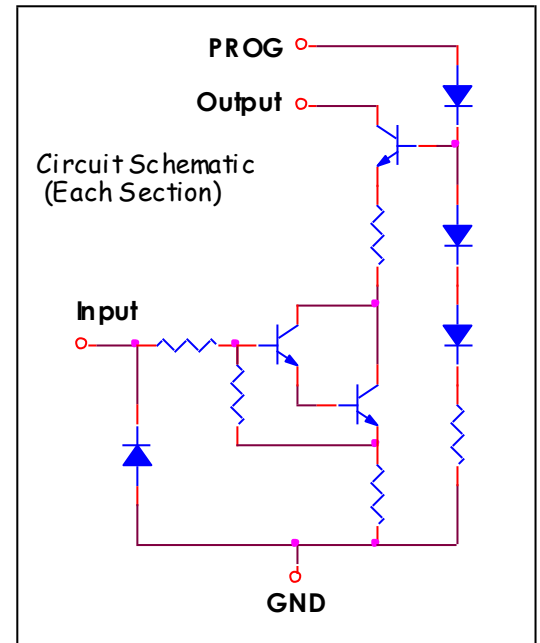 PROG
Output
Circuit Schematic
(Each Section)
Input
GND